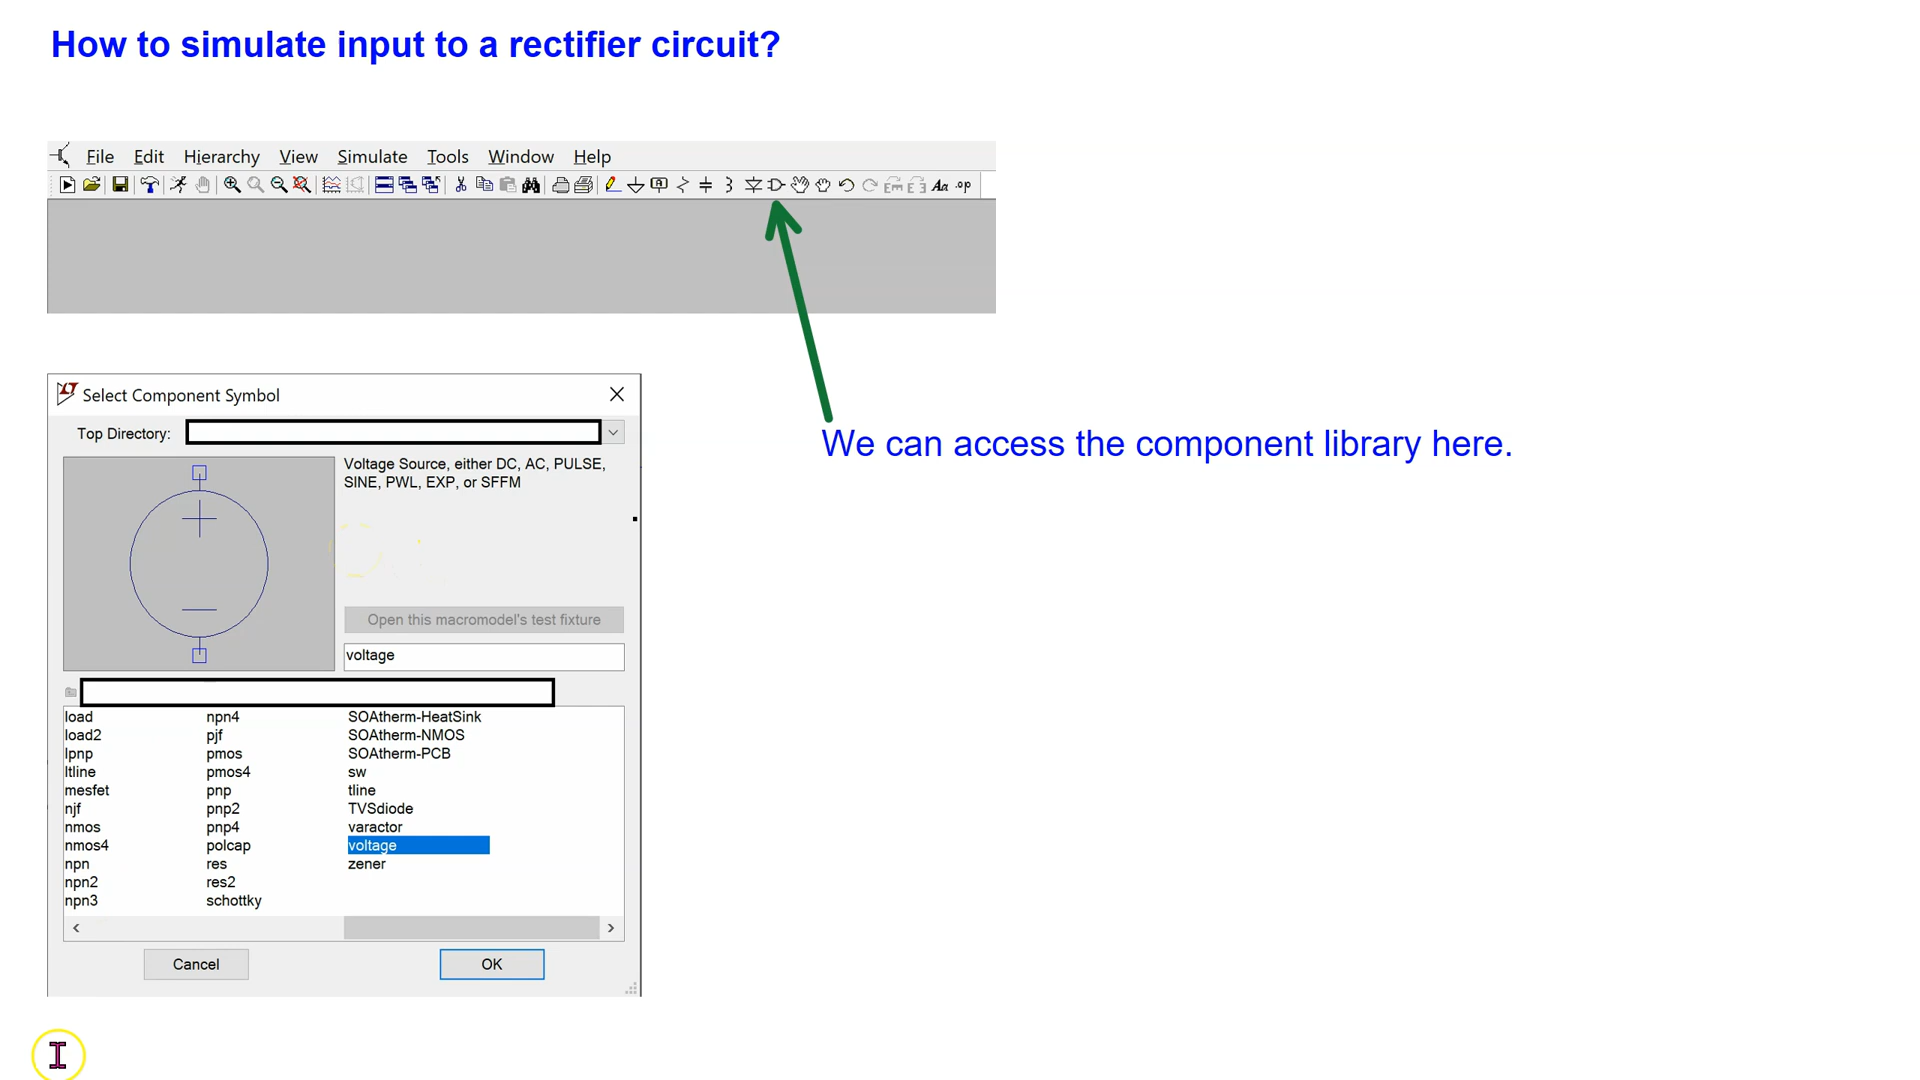 How to simulate input to a rectifier circuit?
File Edit Hierarchy View Simulate Tools Window Help
Aa .op
We can access the component library here.
Select Component Symbol
Top Directory:
Voltage Source, either DC, AC, PULSE,
SINE, PWL, EXP, or SFFM
Open this macromodel's test fixture
voltage
load npn4 SOAtherm-HeatSink
load2 pjf SOAtherm-NMOS
lpnp pmos SOAtherm-PCB
ltline pmos4 sw
mesfet pnp tline
njf pnp2 TVSdiode
nmos pnp4 varactor
nmos4 polcap voltage
npn res zener
npn2 res2
npn3 schottky
Cancel OK